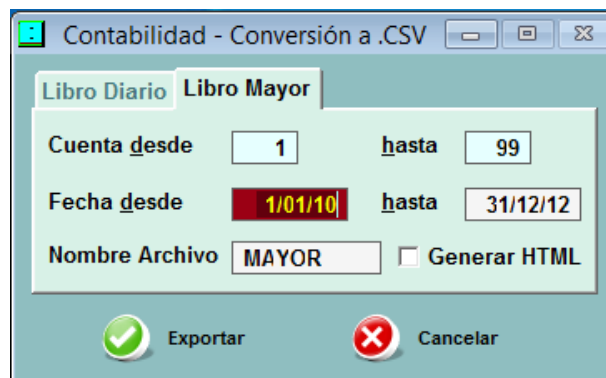 Contabilidad - Conversión a .CSV
Libro Diario Libro Mayor
Cuenta desde 1 hasta 99
Fecha desde 1/01/10 hasta 31/12/12
Nombre Archivo MAYOR Generar HTML
Exportar Cancelar